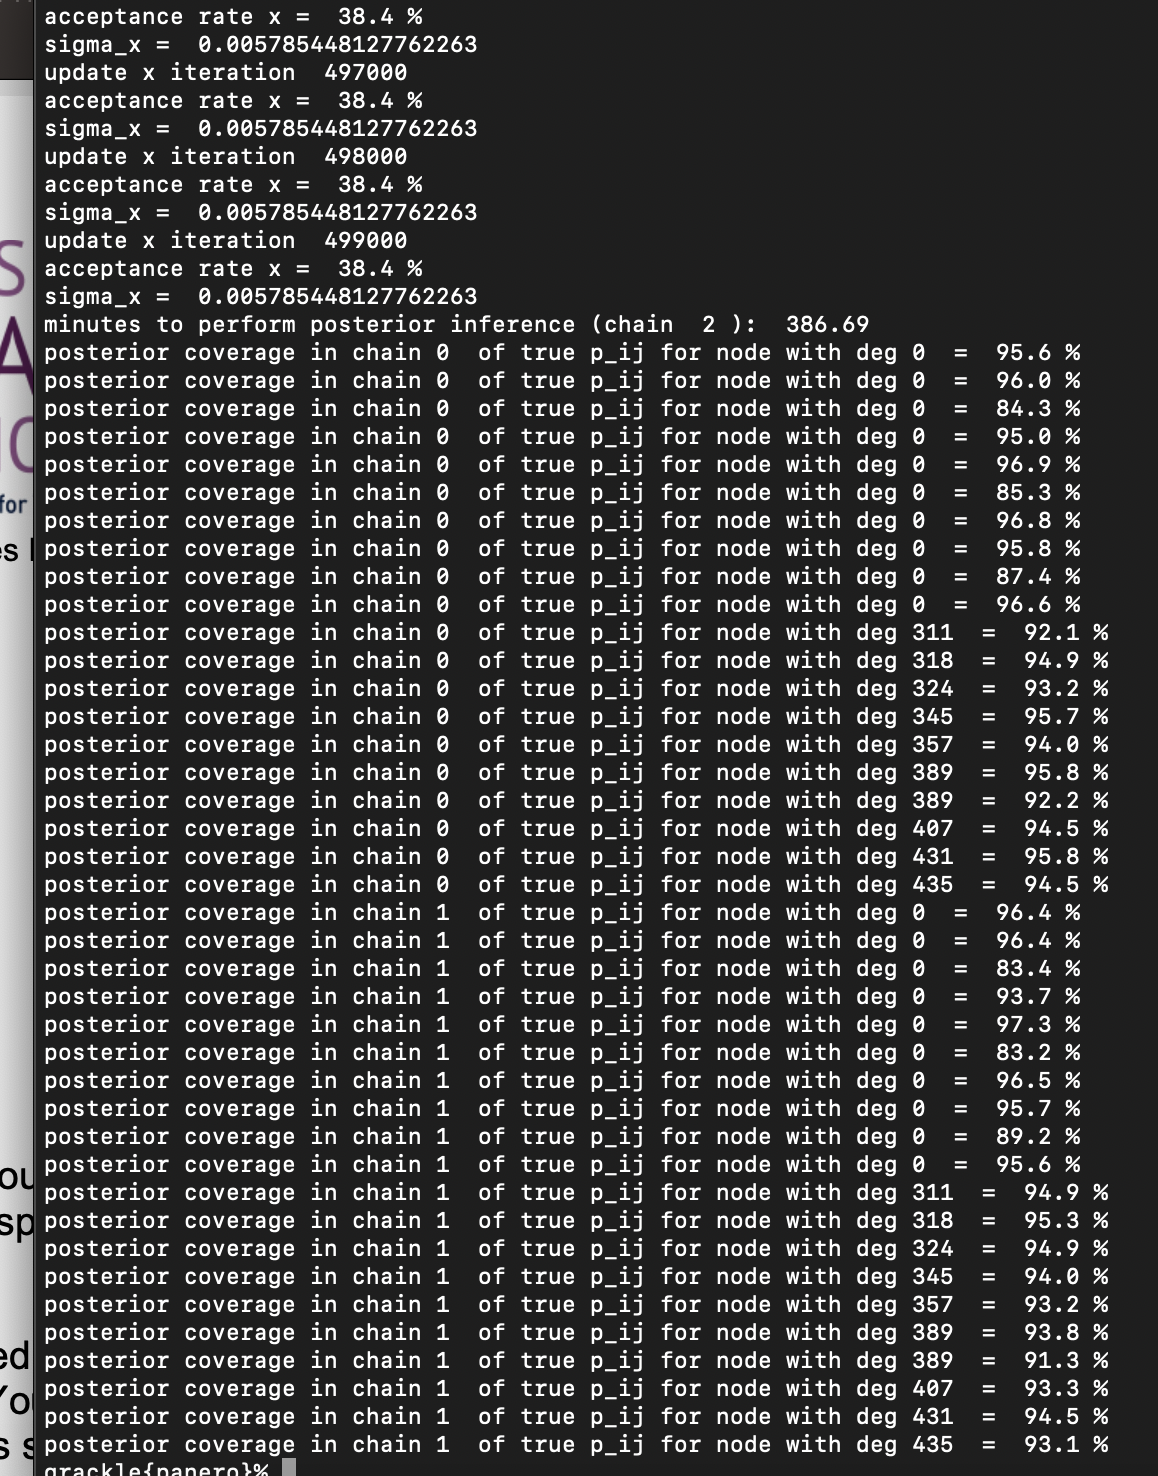 acceptance rate x =  38.4 %
sigma_x =  0.005785448127762263
update x iteration  497000
acceptance rate x =  38.4 %
sigma_x =  0.005785448127762263
update x iteration  498000
acceptance rate x =  38.4 %
sigma_x =  0.005785448127762263
update x iteration  499000
acceptance rate x =  38.4 %
sigma_x =  0.005785448127762263
minutes to perform posterior inference (chain  2 ):  386.69
posterior coverage in chain 0  of true p_ij for node with deg 0  =  95.6 %
posterior coverage in chain 0  of true p_ij for node with deg 0  =  96.0 %
posterior coverage in chain 0  of true p_ij for node with deg 0  =  84.3 %
posterior coverage in chain 0  of true p_ij for node with deg 0  =  95.0 %
posterior coverage in chain 0  of true p_ij for node with deg 0  =  96.9 %
posterior coverage in chain 0  of true p_ij for node with deg 0  =  85.3 %
posterior coverage in chain 0  of true p_ij for node with deg 0  =  96.8 %
posterior coverage in chain 0  of true p_ij for node with deg 0  =  95.8 %
posterior coverage in chain 0  of true p_ij for node with deg 0  =  87.4 %
posterior coverage in chain 0  of true p_ij for node with deg 0  =  96.6 %
posterior coverage in chain 0  of true p_ij for node with deg 311  =  92.1 %
posterior coverage in chain 0  of true p_ij for node with deg 318  =  94.9 %
posterior coverage in chain 0  of true p_ij for node with deg 324  =  93.2 %
posterior coverage in chain 0  of true p_ij for node with deg 345  =  95.7 %
posterior coverage in chain 0  of true p_ij for node with deg 357  =  94.0 %
posterior coverage in chain 0  of true p_ij for node with deg 389  =  95.8 %
posterior coverage in chain 0  of true p_ij for node with deg 389  =  92.2 %
posterior coverage in chain 0  of true p_ij for node with deg 407  =  94.5 %
posterior coverage in chain 0  of true p_ij for node with deg 431  =  95.8 %
posterior coverage in chain 0  of true p_ij for node with deg 435  =  94.5 %
posterior coverage in chain 1  of true p_ij for node with deg 0  =  96.4 %
posterior coverage in chain 1  of true p_ij for node with deg 0  =  96.4 %
posterior coverage in chain 1  of true p_ij for node with deg 0  =  83.4 %
posterior coverage in chain 1  of true p_ij for node with deg 0  =  93.7 %
posterior coverage in chain 1  of true p_ij for node with deg 0  =  97.3 %
posterior coverage in chain 1  of true p_ij for node with deg 0  =  83.2 %
posterior coverage in chain 1  of true p_ij for node with deg 0  =  96.5 %
posterior coverage in chain 1  of true p_ij for node with deg 0  =  95.7 %
posterior coverage in chain 1  of true p_ij for node with deg 0  =  89.2 %
posterior coverage in chain 1  of true p_ij for node with deg 0  =  95.6 %
posterior coverage in chain 1  of true p_ij for node with deg 311  =  94.9 %
posterior coverage in chain 1  of true p_ij for node with deg 318  =  95.3 %
posterior coverage in chain 1  of true p_ij for node with deg 324  =  94.9 %
posterior coverage in chain 1  of true p_ij for node with deg 345  =  94.0 %
posterior coverage in chain 1  of true p_ij for node with deg 357  =  93.2 %
posterior coverage in chain 1  of true p_ij for node with deg 389  =  93.8 %
posterior coverage in chain 1  of true p_ij for node with deg 389  =  91.3 %
posterior coverage in chain 1  of true p_ij for node with deg 407  =  93.3 %
posterior coverage in chain 1  of true p_ij for node with deg 431  =  94.5 %
posterior coverage in chain 1  of true p_ij for node with deg 435  =  93.1 %
grackle{panero}%
for